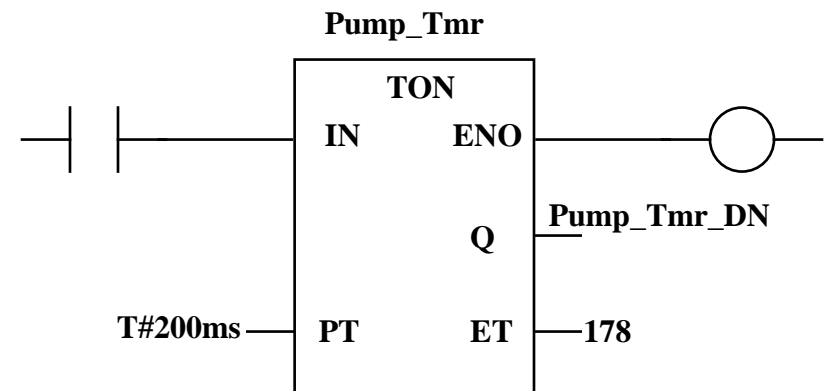 Pump_Tmr
TON
IN ENO
Q Pump_Tmr_DN
T#200ms PT ET 178